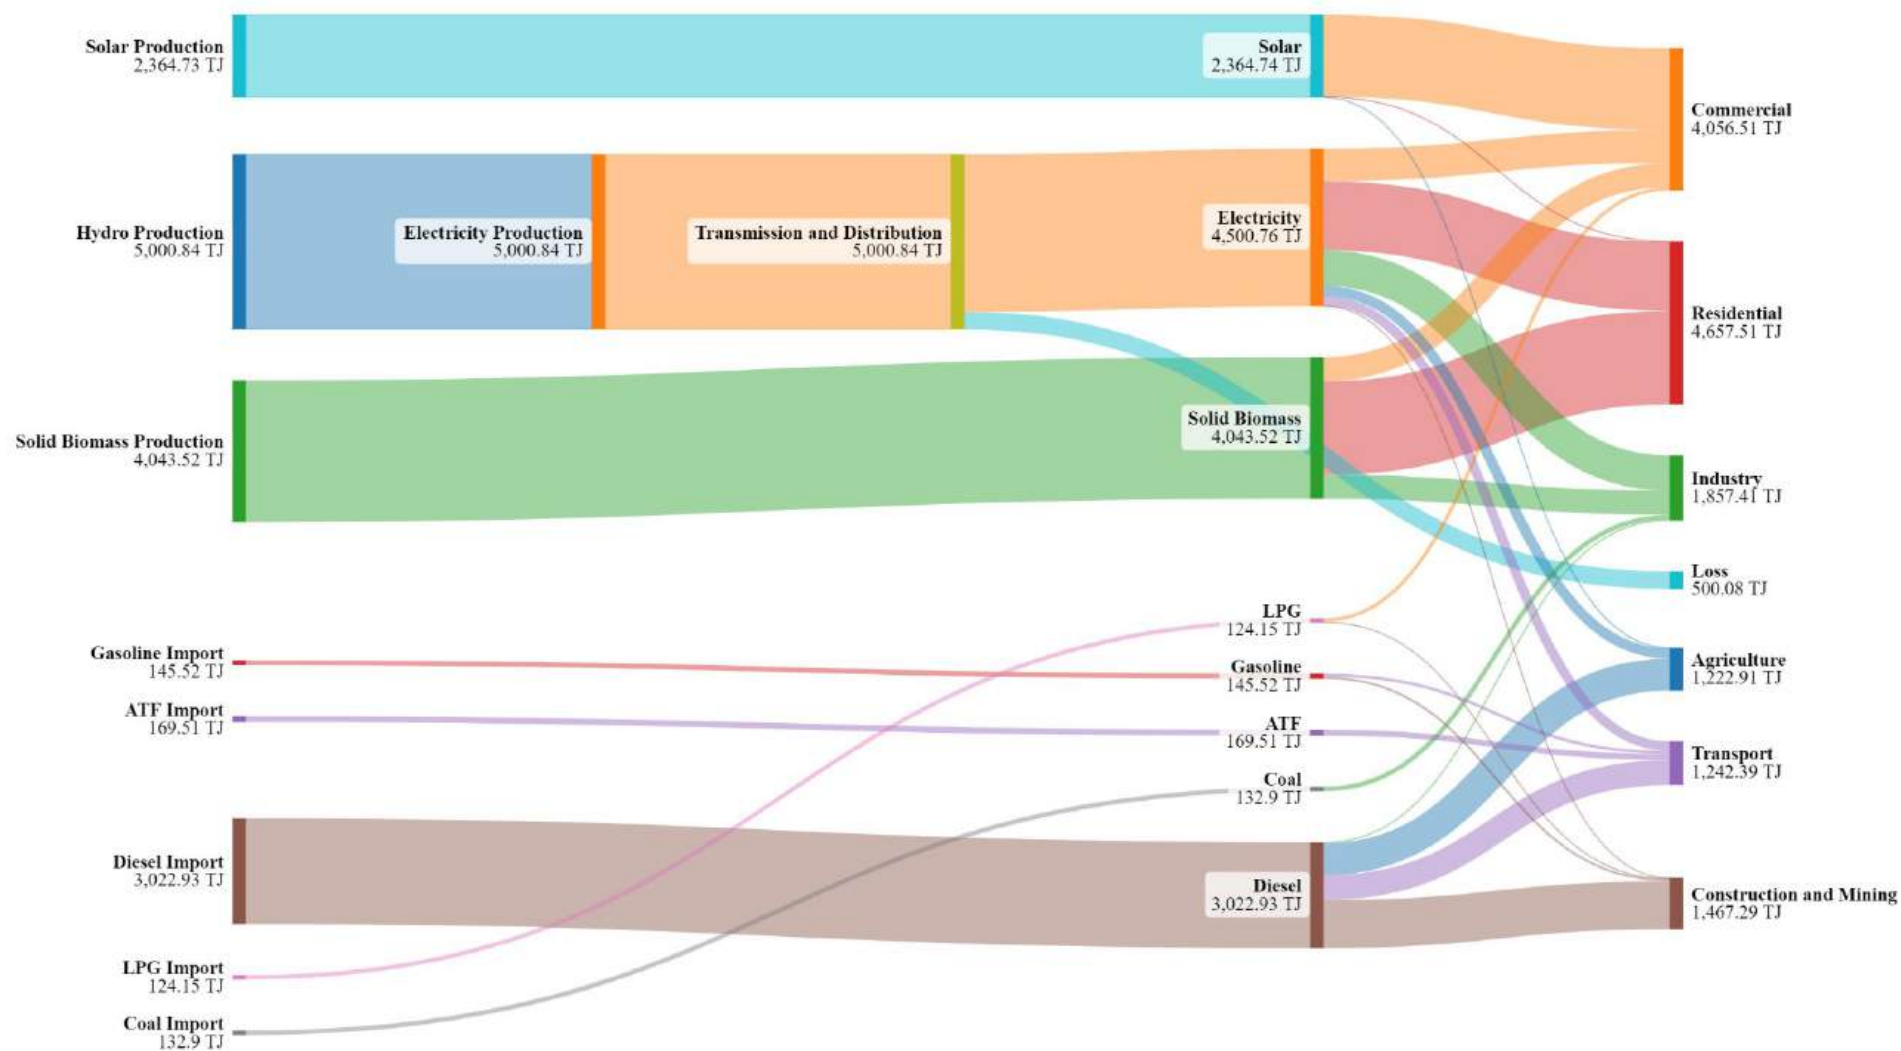 Solar Production
2,364.73 TJ
Solar
2,364.74 TJ
Commercial
4,056.51 TJ
Hydro Production
5,000.84 TJ
Electricity Production
5,000.84 TJ
Transmission and Distribution
5,000.84 TJ
Electricity
4,500.76 TJ
Residential
4,657.51 TJ
Solid Biomass Production
4,043.52 TJ
Solid Biomass
4,043.52 TJ
Industry
1,857.41 TJ
Loss
500.08 TJ
LPG
124.15 TJ
Gasoline Import
145.52 TJ
Gasoline
145.52 TJ
Agriculture
1,222.91 TJ
ATF Import
169.51 TJ
ATF
169.51 TJ
Transport
1,242.39 TJ
Coal
132.9 TJ
Diesel Import
3,022.93 TJ
Diesel
3,022.93 TJ
Construction and Mining
1,467.29 TJ
LPG Import
124.15 TJ
Coal Import
132.9 TJ